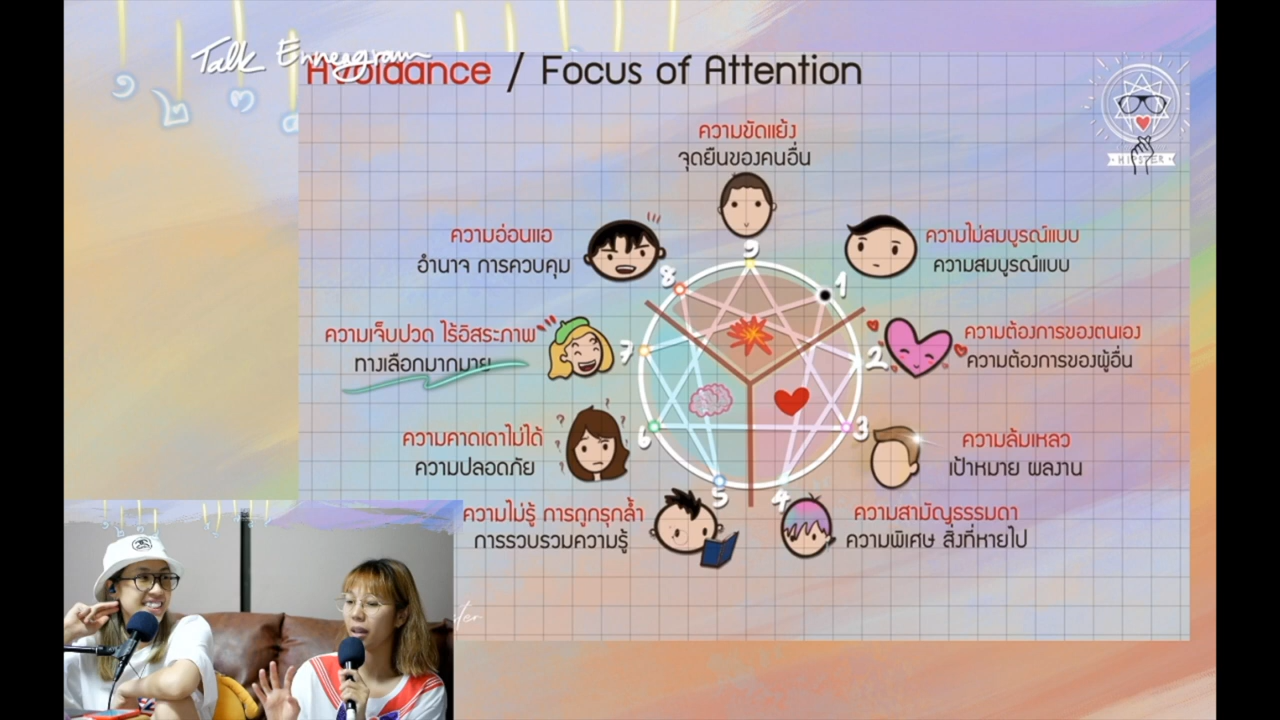 Talk Enneagram
Avoidance / Focus of Attention
๑ ๒ ๓
HIPSTER
ความขัดแย้ง
จุดยืนของคนอื่น
ความอ่อนแอ
อำนาจ การควบคุม
ความไม่สมบูรณ์แบบ
ความสมบูรณ์แบบ
9
8
1
ความเจ็บปวด ไร้อิสระภาพ
ทางเลือกมากมาย
7
2
ความต้องการของตนเอง
ความต้องการของผู้อื่น
ความคาดเดาไม่ได้
ความปลอดภัย
6
3
ความล้มเหลว
เป้าหมาย ผลงาน
5
4
ความไม่รู้ การถูกรุกล้ำ
การรวบรวมความรู้
ความสามัญธรรมดา
ความพิเศษ สิ่งที่หายไป